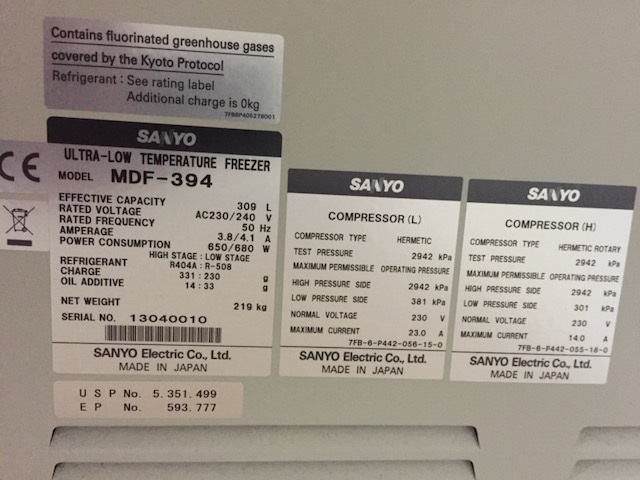 Contains fluorinated greenhouse gases
covered by the Kyoto Protocol
Refrigerant : See rating label
Additional charge is 0kg
7FB6P405278001
CE
SANYO
ULTRA-LOW TEMPERATURE FREEZER
MODEL MDF-394
EFFECTIVE CAPACITY 309 L
RATED VOLTAGE AC230/240 V
RATED FREQUENCY 50 Hz
AMPERAGE 3.8/4.1 A
POWER CONSUMPTION 650/680 W
HIGH STAGE : LOW STAGE
REFRIGERANT R404A : R-508
CHARGE 331 : 230 g
OIL ADDITIVE 14 : 33 g
NET WEIGHT 219 kg
SERIAL NO. 13040010
SANYO Electric Co., Ltd.
MADE IN JAPAN
U S P No. 5. 351. 499
E P No. 593. 777
SANYO
COMPRESSOR (L)
COMPRESSOR TYPE HERMETIC
TEST PRESSURE 2942 kPa
MAXIMUM PERMISSIBLE OPERATING PRESSURE
HIGH PRESSURE SIDE 2942 kPa
LOW PRESSURE SIDE 381 kPa
NORMAL VOLTAGE 230 V
MAXIMUM CURRENT 23.0 A
7FB-6-P442-056-15-0
SANYO Electric Co., Ltd.
MADE IN JAPAN
SANYO
COMPRESSOR (H)
COMPRESSOR TYPE HERMETIC ROTARY
TEST PRESSURE 2942 kPa
MAXIMUM PERMISSIBLE OPERATING PRESSURE
HIGH PRESSURE SIDE 2942 kPa
LOW PRESSURE SIDE 301 kPa
NORMAL VOLTAGE 230 V
MAXIMUM CURRENT 14.0 A
7FB-6-P442-055-18-0
SANYO Electric Co., Ltd.
MADE IN JAPAN